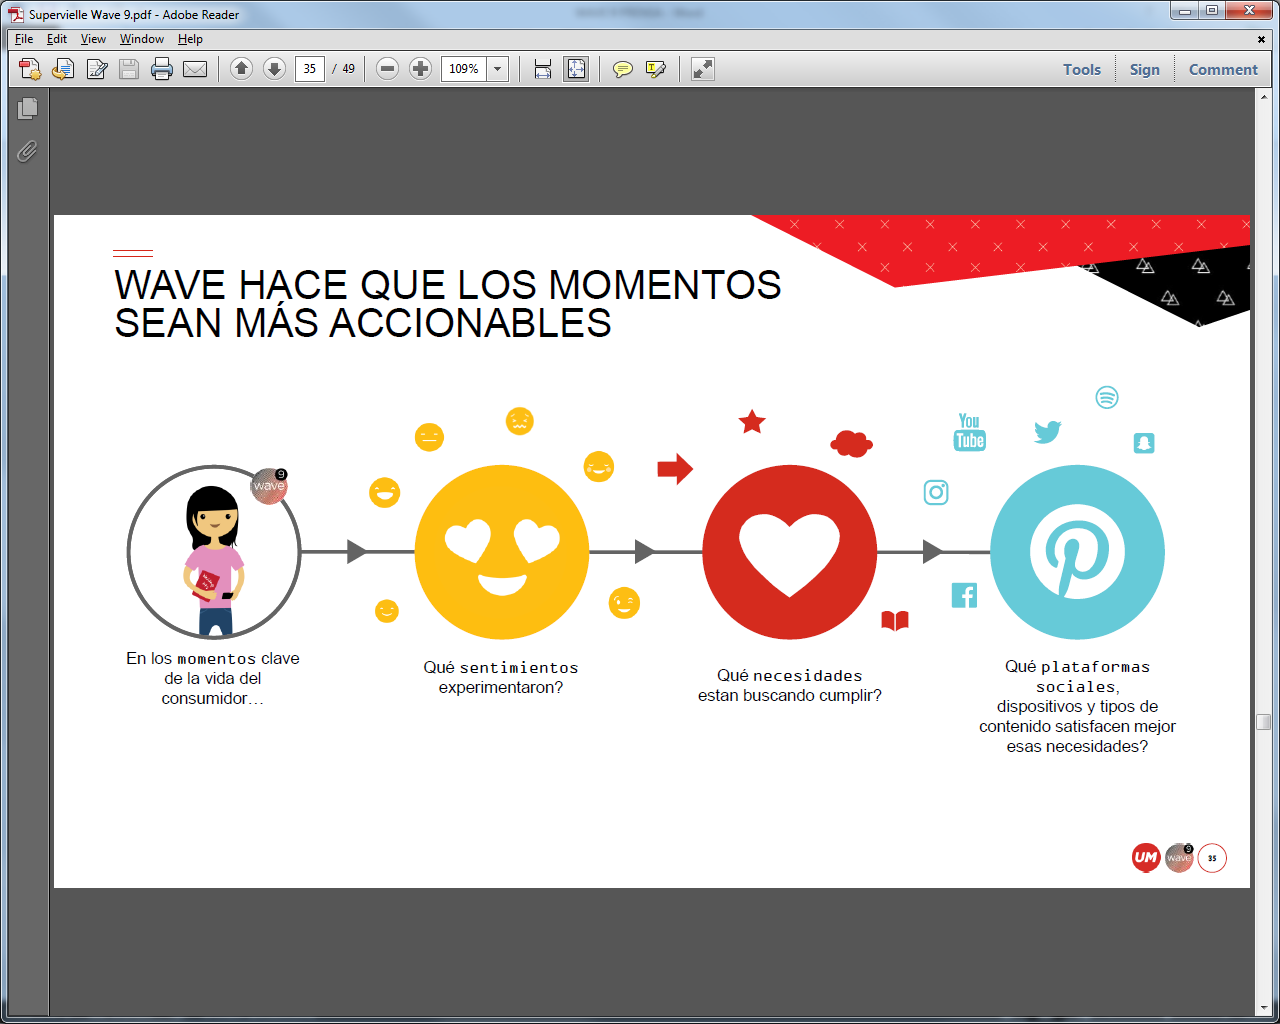 Supervielle Wave 9.pdf - Adobe Reader
File Edit View Window Help
35 / 49 109% Tools Sign Comment
WAVE HACE QUE LOS MOMENTOS
SEAN MÁS ACCIONABLES
You
Tube
wave 9
En los momentos clave
de la vida del
consumidor…
Qué sentimientos
experimentaron?
Qué necesidades
estan buscando cumplir?
Qué plataformas
sociales,
dispositivos y tipos de
contenido satisfacen mejor
esas necesidades?
UM wave 9 35